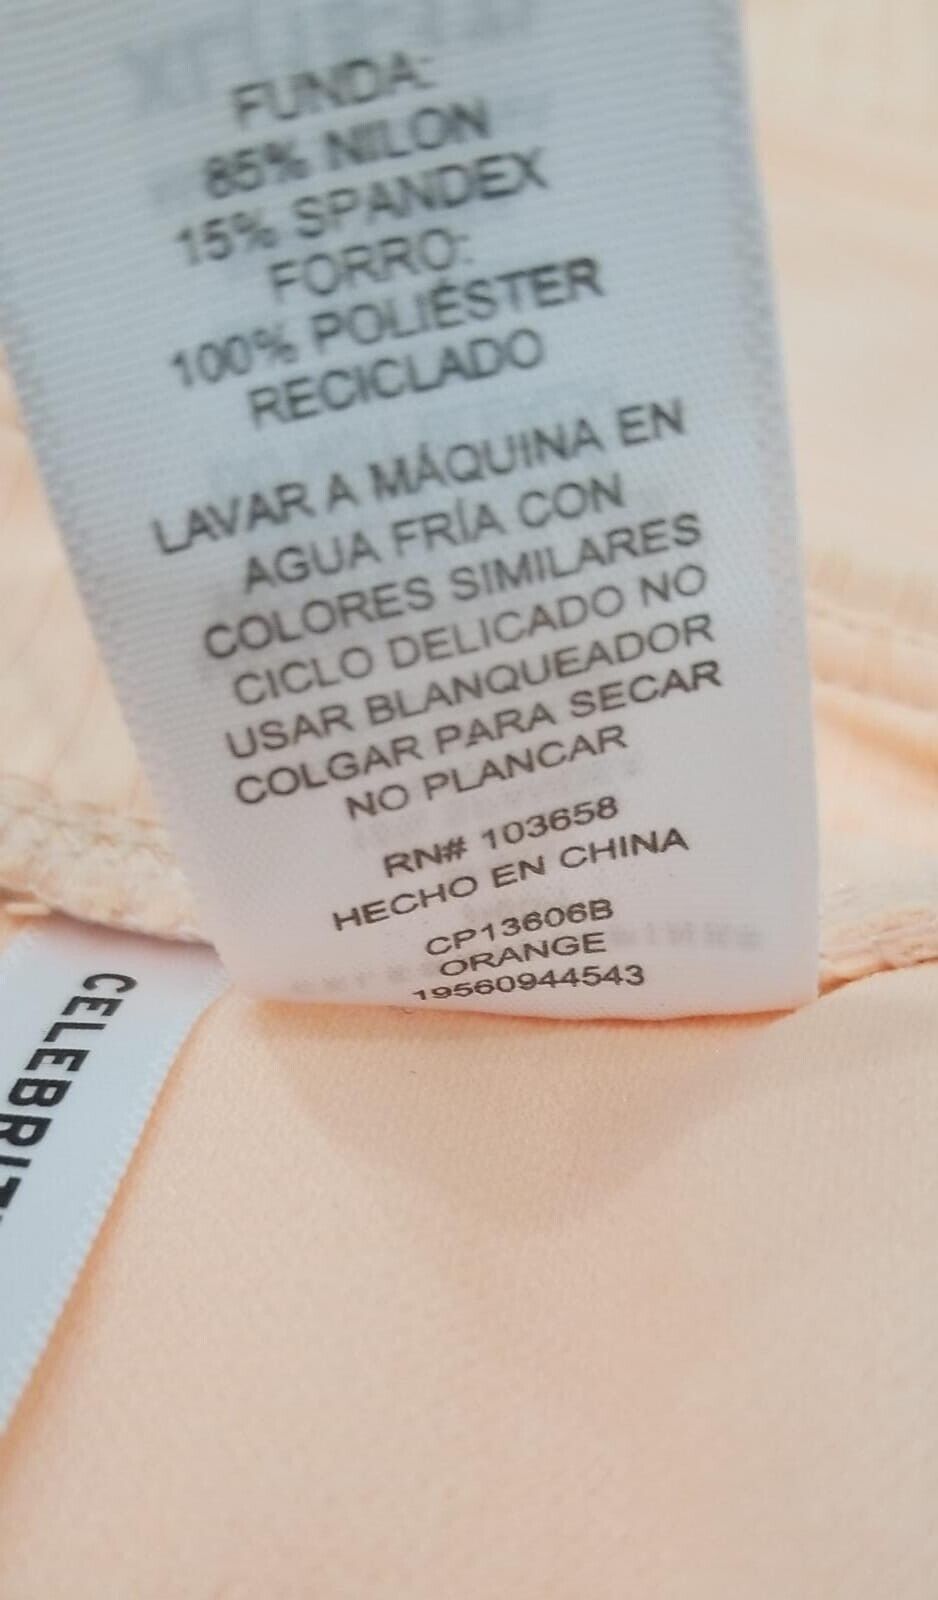 FUNDA:
85% NILON
15% SPANDEX
FORRO:
100% POLIÉSTER
RECICLADO
LAVAR A MÁQUINA EN
AGUA FRÍA CON
COLORES SIMILARES
CICLO DELICADO NO
USAR BLANQUEADOR
COLGAR PARA SECAR
NO PLANCAR
RN# 103658
HECHO EN CHINA
CP13606B
ORANGE
19560944543
CELEBRIT